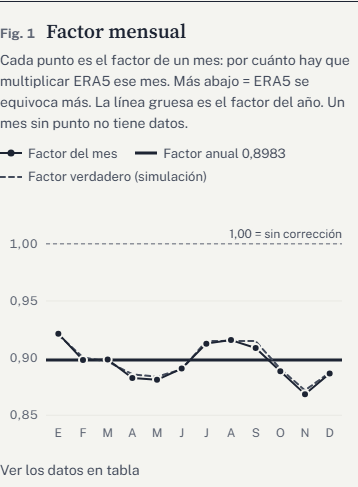 Fig. 1 Factor mensual
Cada punto es el factor de un mes: por cuánto hay que
multiplicar ERA5 ese mes. Más abajo = ERA5 se
equivoca más. La línea gruesa es el factor del año. Un
mes sin punto no tiene datos.
Factor del mes Factor anual 0,8983
Factor verdadero (simulación)
1,00 = sin corrección
1,00
0,95
0,90
0,85
E F M A M J J A S O N D
Ver los datos en tabla